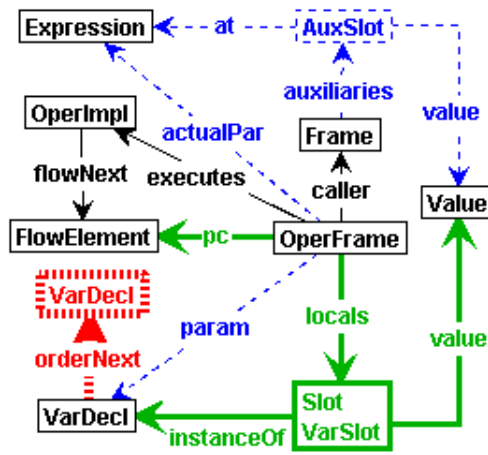 Expression
at
AuxSlot
auxiliaries
OperImpl
actualPar
value
Frame
flowNext
executes
caller
Value
FlowElement
pc
OperFrame
VarDecl
param
locals
orderNext
value
VarDecl
instanceOf
Slot
VarSlot